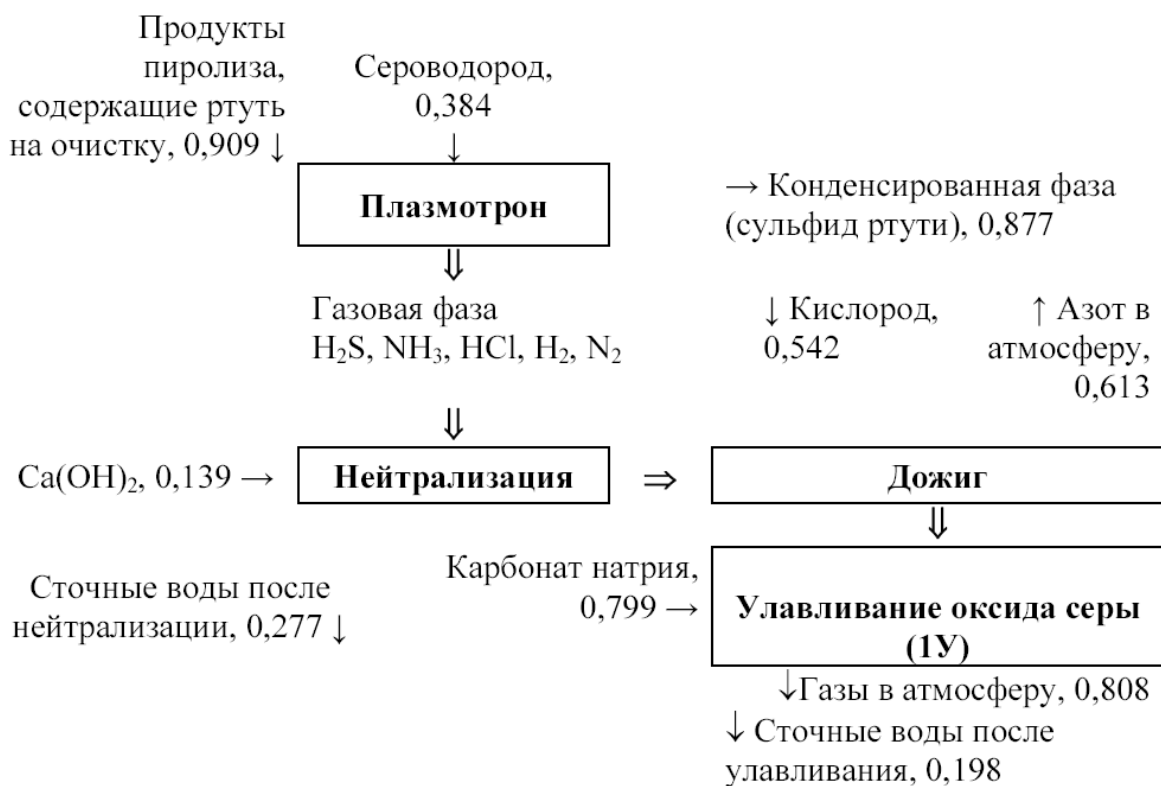 Продукты
пиролиза,
содержащие ртуть
на очистку, 0,909 ↓
Сероводород,
0,384
↓
Плазмотрон
→ Конденсированная фаза
(сульфид ртути), 0,877
⇓
Газовая фаза
H₂S, NH₃, HCl, H₂, N₂
↓ Кислород,
0,542
↑ Азот в
атмосферу,
0,613
⇓
Ca(OH)₂, 0,139 →
Нейтрализация
⇒
Дожиг
⇓
Сточные воды после
нейтрализации, 0,277 ↓
Карбонат натрия,
0,799 →
Улавливание оксида серы
(1У)
↓Газы в атмосферу, 0,808
↓ Сточные воды после
улавливания, 0,198